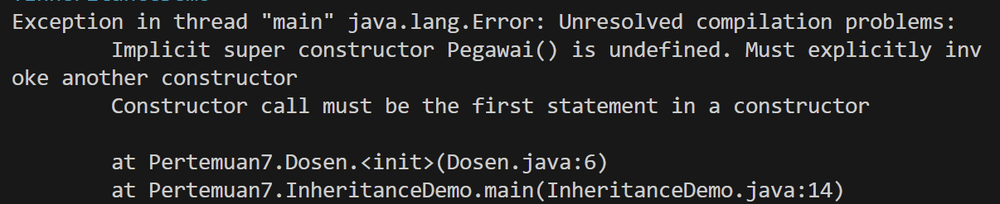 Exception in thread "main" java.lang.Error: Unresolved compilation problems:
        Implicit super constructor Pegawai() is undefined. Must explicitly inv
oke another constructor
        Constructor call must be the first statement in a constructor

        at Pertemuan7.Dosen.<init>(Dosen.java:6)
        at Pertemuan7.InheritanceDemo.main(InheritanceDemo.java:14)